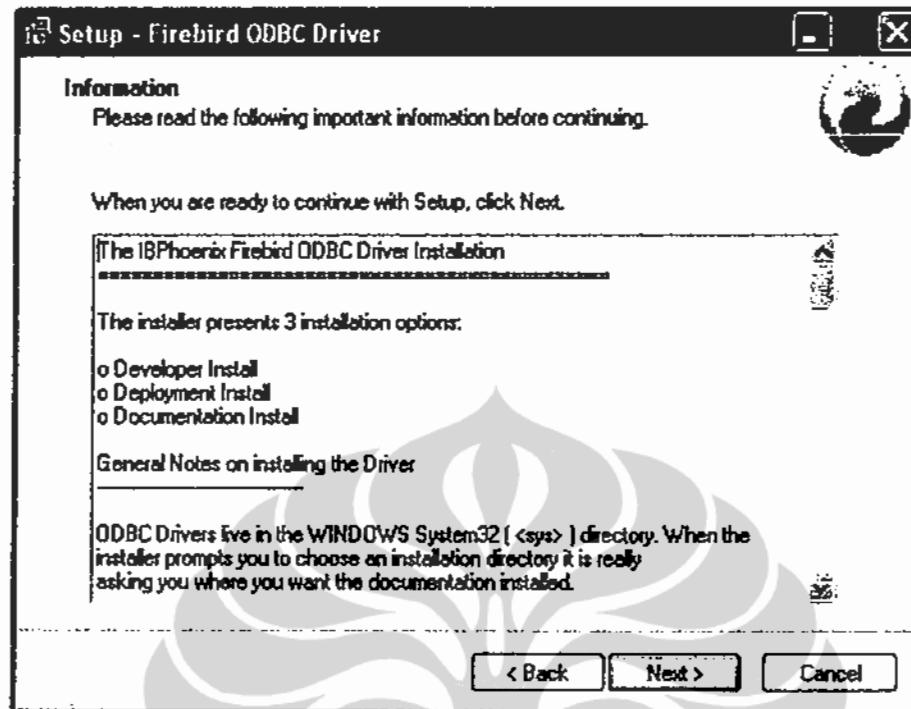 Setup - Firebird ODBC Driver
Information
Please read the following important information before continuing.
When you are ready to continue with Setup, click Next.
The IBPhoenix Firebird ODBC Driver Installation
The installer presents 3 installation options:
o Developer Install
o Deployment Install
o Documentation Install
General Notes on installing the Driver
ODBC Drivers live in the WINDOWS System32 ( <sys> ) directory. When the
installer prompts you to choose an installation directory it is really
asking you where you want the documentation installed.
< Back Next > Cancel